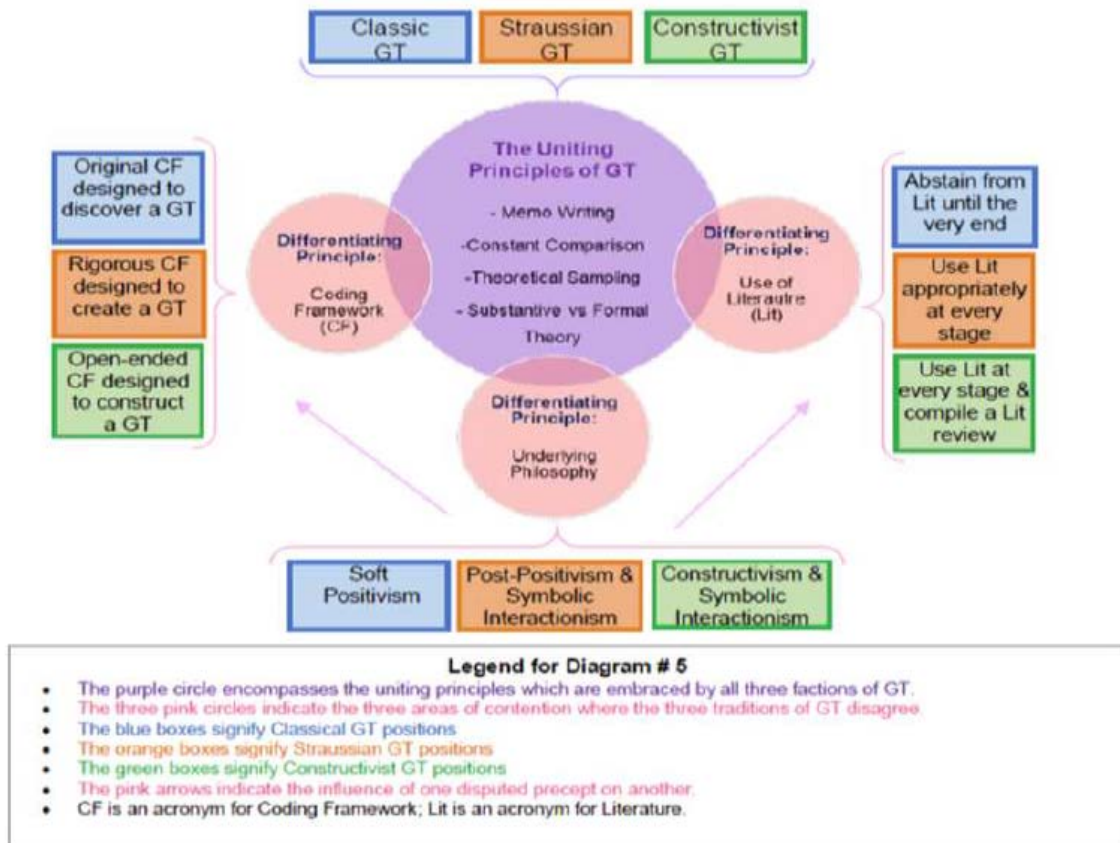 Classic
GT
Straussian
GT
Constructivist
GT
The Uniting
Principles of GT
- Memo Writing
-Constant Comparison
-Theoretical Sampling
- Substantive vs Formal
Theory
Original CF
designed to
discover a GT
Rigorous CF
designed to
create a GT
Open-ended
CF designed
to construct
a GT
Differentiating
Principle:
Coding
Framework
(CF)
Differentiating
Principle:
Use of
Literautre
(Lit)
Abstain from
Lit until the
very end
Use Lit
appropriately
at every
stage
Use Lit at
every stage &
compile a Lit
review
Differentiating
Principle:
Underlying
Philosophy
Soft
Positivism
Post-Positivism &
Symbolic
Interactionism
Constructivism &
Symbolic
Interactionism
Legend for Diagram # 5
• The purple circle encompasses the uniting principles which are embraced by all three factions of GT.
• The three pink circles indicate the three areas of contention where the three traditions of GT disagree.
• The blue boxes signify Classical GT positions
• The orange boxes signify Straussian GT positions
• The green boxes signify Constructivist GT positions
• The pink arrows indicate the influence of one disputed precept on another.
• CF is an acronym for Coding Framework; Lit is an acronym for Literature.